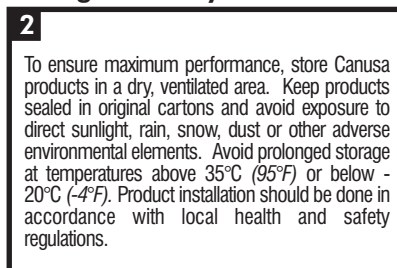 2
To ensure maximum performance, store Canusa
products in a dry, ventilated area. Keep products
sealed in original cartons and avoid exposure to
direct sunlight, rain, snow, dust or other adverse
environmental elements. Avoid prolonged storage
at temperatures above 35°C (95°F) or below -
20°C (-4°F). Product installation should be done in
accordance with local health and safety
regulations.